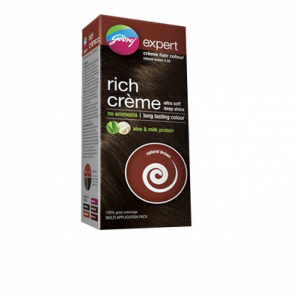 Godrej
expert
crème hair colour
rich
crème
ultra soft
deep shine
no ammonia | long lasting colour
aloe & milk protein
natural brown
100% grey coverage
MULTI APPLICATION PACK